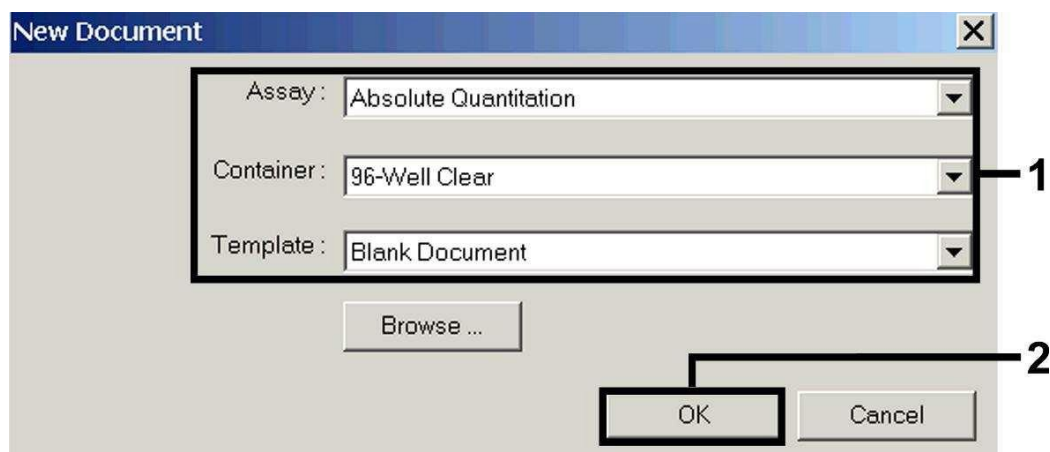 New Document
Assay : Absolute Quantitation
Container : 96-Well Clear
1
Template : Blank Document
Browse ...
2
OK Cancel